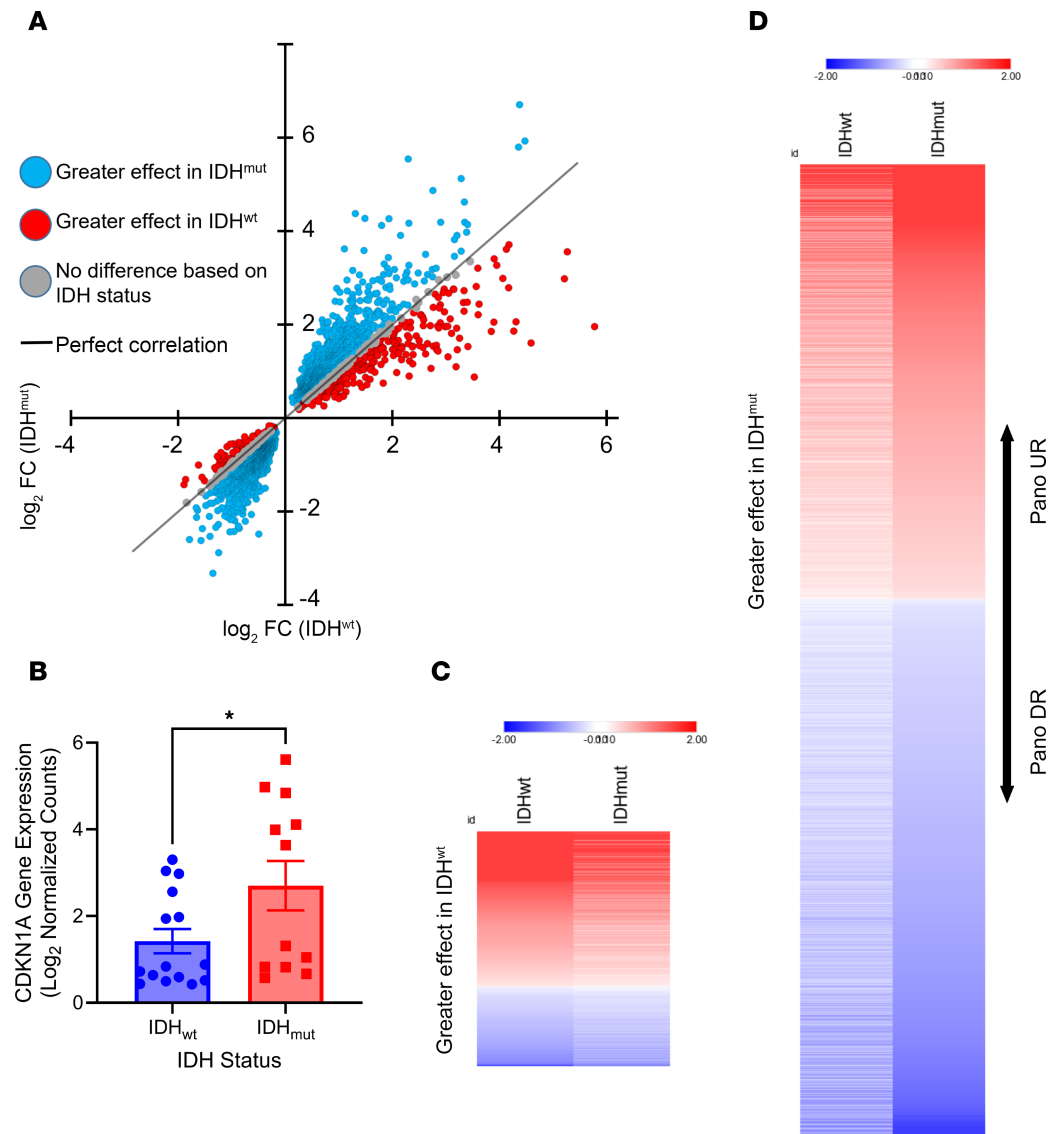 A
6
4
2
-4
-2
2
4
6
-2
-4
Greater effect in IDHmut
Greater effect in IDHwt
No difference based on
IDH status
Perfect correlation
log2 FC (IDHmut)
log2 FC (IDHwt)
B
*
6
4
2
0
CDKN1A Gene Expression
(Log2 Normalized Counts)
IDHwt
IDHmut
IDH Status
C
-2.00
2.00
id
IDHwt
IDHmut
Greater effect in IDHwt
D
-2.00
2.00
id
IDHwt
IDHmut
Greater effect in IDHmut
Pano UR
Pano DR